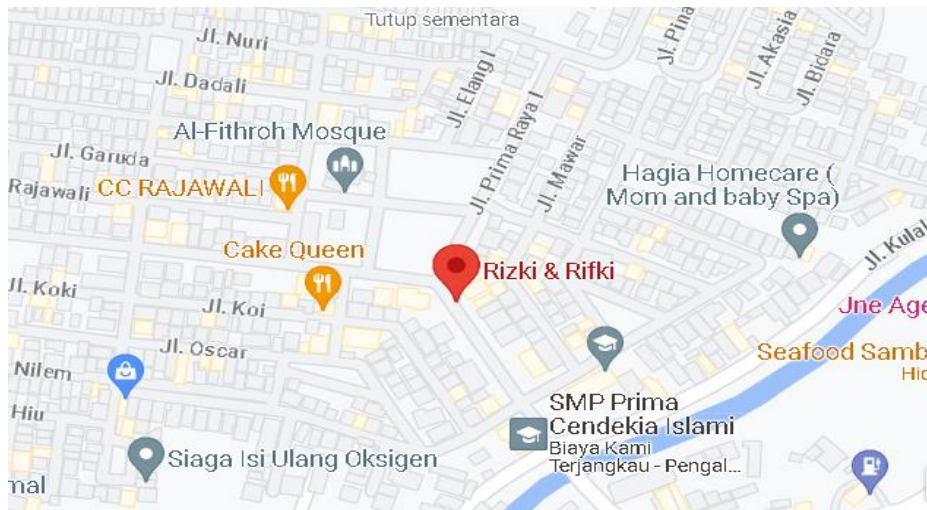 Tutup sementara
Jl. Nuri
Jl. Dadali
Jl. Elang I
Jl. Pina
Jl. Akasia
Jl. Bidara
Al-Fithroh Mosque
Jl. Garuda
Jl. Prima Raya I
Jl. Mawar
Rajawali
CC RAJAWALI
Hagia Homecare (
Mom and baby Spa)
Cake Queen
Jl. Kulal
Rizki & Rifki
Jl. Koki
Jl. Koi
Jne Age
Jl. Oscar
Seafood Samb
Hid
Nilem
Hiu
SMP Prima
Cendekia Islami
Biaya Kami
Terjangkau - Pengal...
Siaga Isi Ulang Oksigen
mal